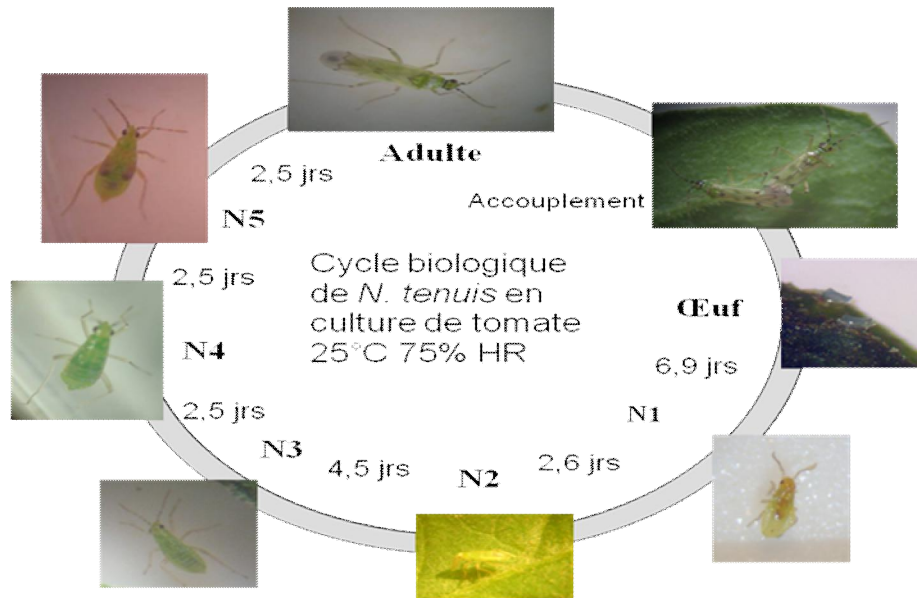 Adulte
Accouplement
Œuf
6,9 jrs
N1
2,6 jrs
N2
4,5 jrs
N3
2,5 jrs
N4
2,5 jrs
N5
2,5 jrs
Cycle biologique
de N. tenuis en
culture de tomate
25°C 75% HR